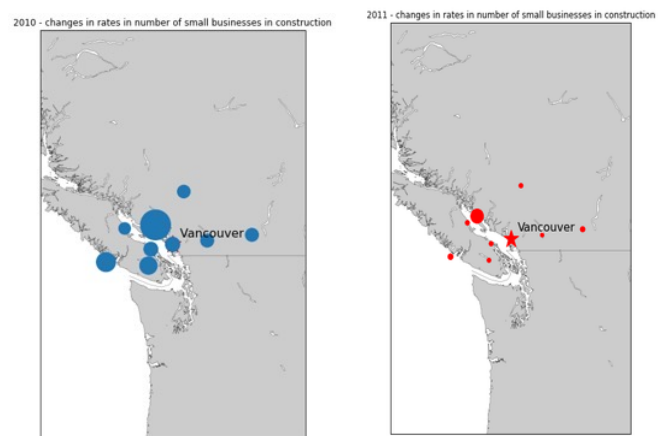 2010 - changes in rates in number of small businesses in construction
2011 - changes in rates in number of small businesses in construction
Vancouver
Vancouver